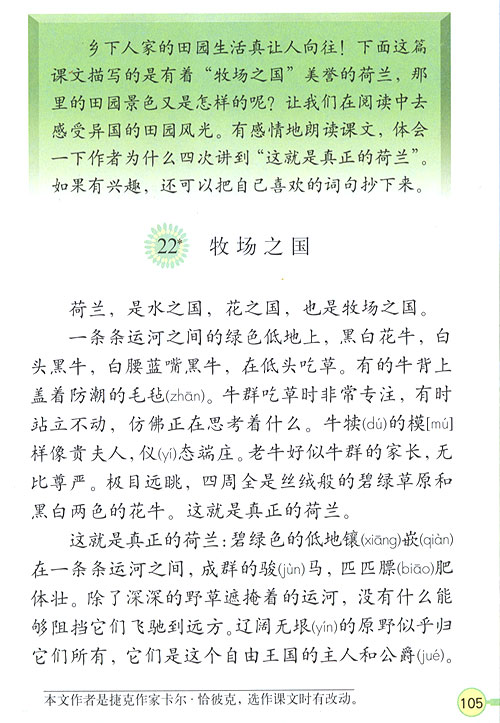 乡下人家的田园生活真让人向往！下面这篇
课文描写的是有着“牧场之国”美誉的荷兰，那
里的田园景色又是怎样的呢？让我们在阅读中去
感受异国的田园风光。有感情地朗读课文，体会
一下作者为什么四次讲到“这就是真正的荷兰”。
如果有兴趣，还可以把自己喜欢的词句抄下来。
22* 牧场之国
荷兰，是水之国，花之国，也是牧场之国。
一条条运河之间的绿色低地上，黑白花牛，白
头黑牛，白腰蓝嘴黑牛，在低头吃草。有的牛背上
盖着防潮的毛毡(zhān)。牛群吃草时非常专注，有时
站立不动，仿佛正在思考着什么。牛犊(dú)的模[mú]
样像贵夫人，仪(yí)态端庄。老牛好似牛群的家长，无
比尊严。极目远眺，四周全是丝绒般的碧绿草原和
黑白两色的花牛。这就是真正的荷兰。
这就是真正的荷兰：碧绿色的低地镶(xiāng)嵌(qiàn)
在一条条运河之间，成群的骏(jùn)马，匹匹膘(biāo)肥
体壮。除了深深的野草遮掩着的运河，没有什么能
够阻挡它们飞驰到远方。辽阔无垠(yín)的原野似乎归
它们所有，它们是这个自由王国的主人和公爵(jué)。
本文作者是捷克作家卡尔·恰彼克，选作课文时有改动。
105